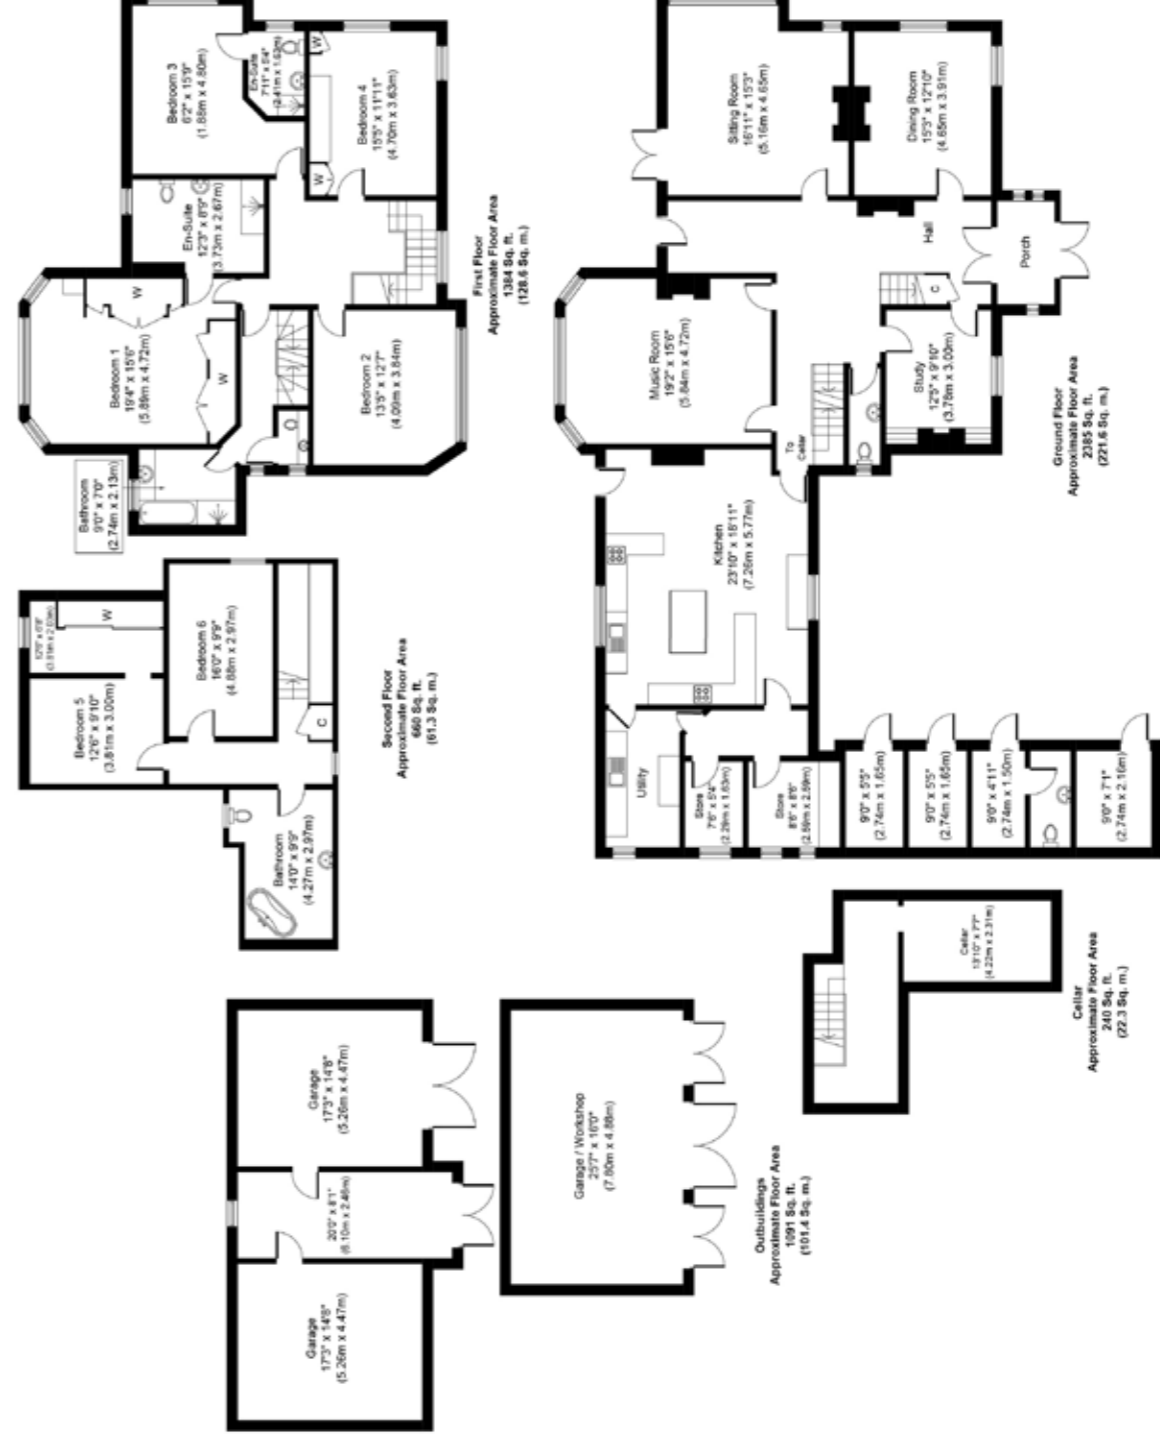 Bedroom 3
6'2" x 15'9"
(1.88m x 4.80m)
En-Suite
7'11" x 5'4"
(2.41m x 1.63m)
W
Bedroom 4
15'5" x 11'11"
(4.70m x 3.63m)
W
En-Suite
12'3" x 8'9"
(3.73m x 2.67m)
W
Bedroom 1
19'4" x 15'6"
(5.89m x 4.72m)
W
Bedroom 2
13'5" x 12'7"
(4.09m x 3.84m)
Bathroom
9'0" x 7'0"
(2.74m x 2.13m)
First Floor
Approximate Floor Area
1384 Sq. ft.
(128.6 Sq. m.)
Sitting Room
16'11" x 15'3"
(5.16m x 4.65m)
Dining Room
15'3" x 12'10"
(4.65m x 3.91m)
Hall
Porch
C
Music Room
19'2" x 15'6"
(5.84m x 4.72m)
Study
12'5" x 9'10"
(3.78m x 3.00m)
To
Cellar
Kitchen
23'10" x 18'11"
(7.26m x 5.77m)
Utility
Store
7'6" x 5'4"
(2.29m x 1.63m)
Store
8'6" x 8'6"
(2.59m x 2.59m)
9'0" x 5'5"
(2.74m x 1.65m)
9'0" x 5'5"
(2.74m x 1.65m)
9'0" x 4'11"
(2.74m x 1.50m)
9'0" x 7'1"
(2.74m x 2.16m)
Ground Floor
Approximate Floor Area
2385 Sq. ft.
(221.6 Sq. m.)
W
Bedroom 5
12'6" x 9'10"
(3.81m x 3.00m)
Bedroom 6
16'0" x 9'9"
(4.88m x 2.97m)
C
Bathroom
14'0" x 9'9"
(4.27m x 2.97m)
Second Floor
Approximate Floor Area
660 Sq. ft.
(61.3 Sq. m.)
Cellar
13'10" x 7'7"
(4.22m x 2.31m)
Cellar
Approximate Floor Area
240 Sq. ft.
(22.3 Sq. m.)
Garage
17'3" x 14'8"
(5.26m x 4.47m)
20'0" x 8'1"
(6.10m x 2.46m)
Garage
17'3" x 14'8"
(5.26m x 4.47m)
Garage / Workshop
25'7" x 16'0"
(7.80m x 4.88m)
Outbuildings
Approximate Floor Area
1091 Sq. ft.
(101.4 Sq. m.)